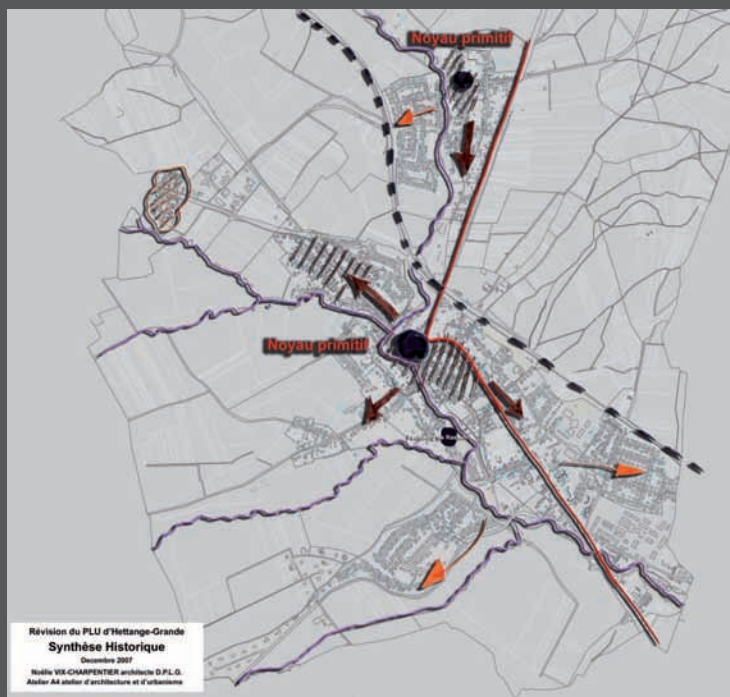 Noyau primitif
Noyau primitif
Révision du PLU d'Hettange-Grande
Synthèse Historique
Decembre 2007
Noëlle VIX-CHARPENTIER architecte D.P.L.G.
Atelier A4 atelier d'architecture et d'urbanisme